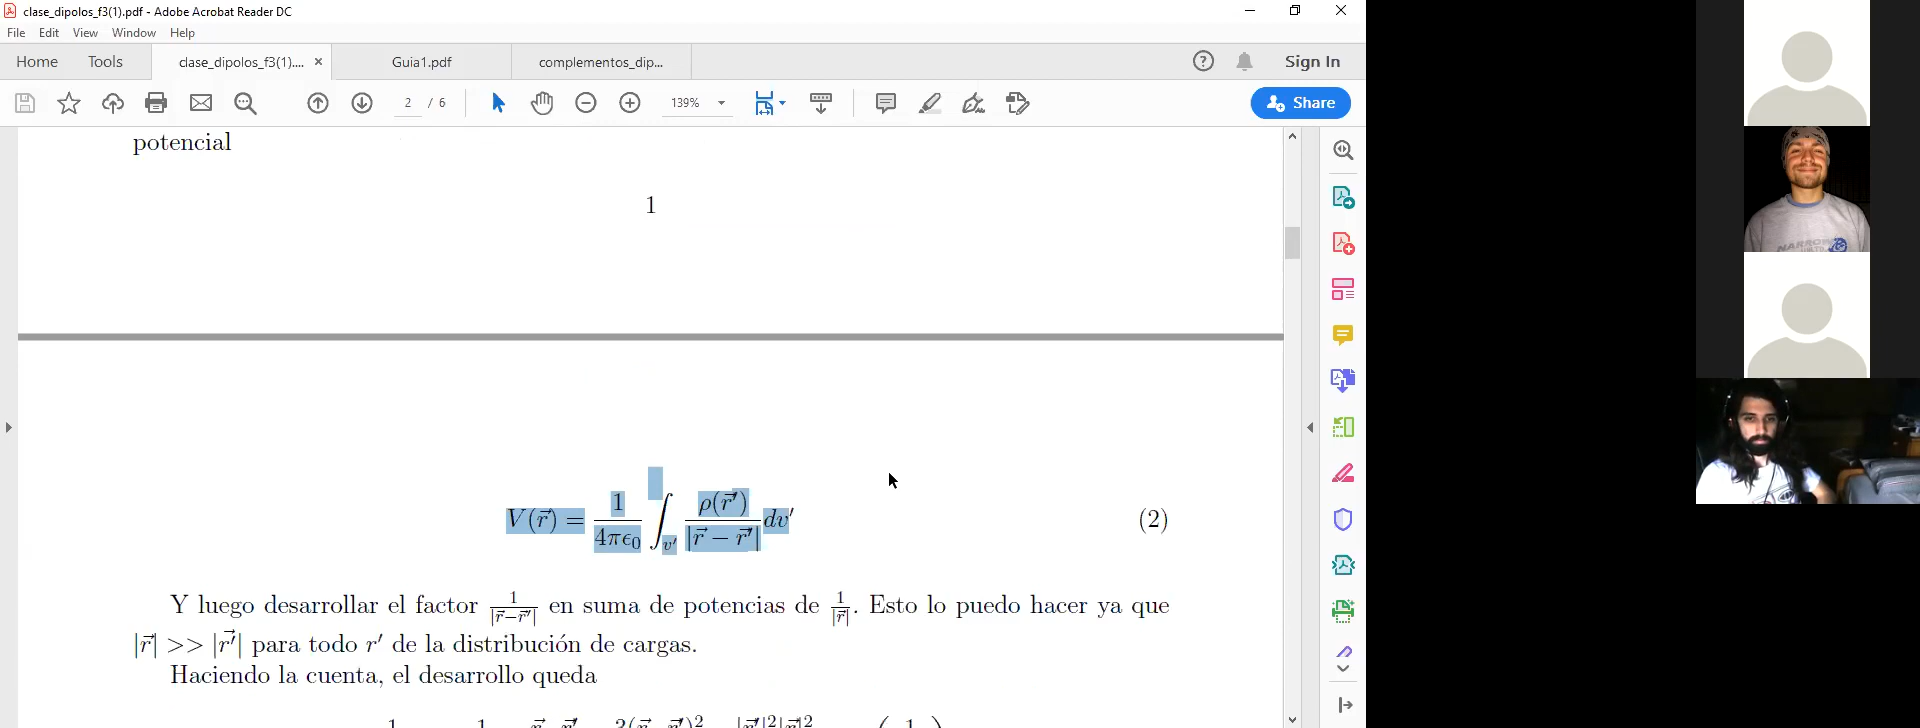 clase_dipolos_f3(1).pdf - Adobe Acrobat Reader DC
File Edit View Window Help
Home Tools clase_dipolos_f3(1).... × Guia1.pdf complementos_dip... Sign In
2 / 6 139% Share
potencial
1
V(r⃗) = 1/(4πϵ₀) ∫_v′ ρ(r⃗′)/|r⃗ − r⃗′| dv′ (2)
Y luego desarrollar el factor 1/|r⃗−r⃗′| en suma de potencias de 1/|r⃗|. Esto lo puedo hacer ya que
|r⃗| >> |r⃗′| para todo r′ de la distribución de cargas.
Haciendo la cuenta, el desarrollo queda